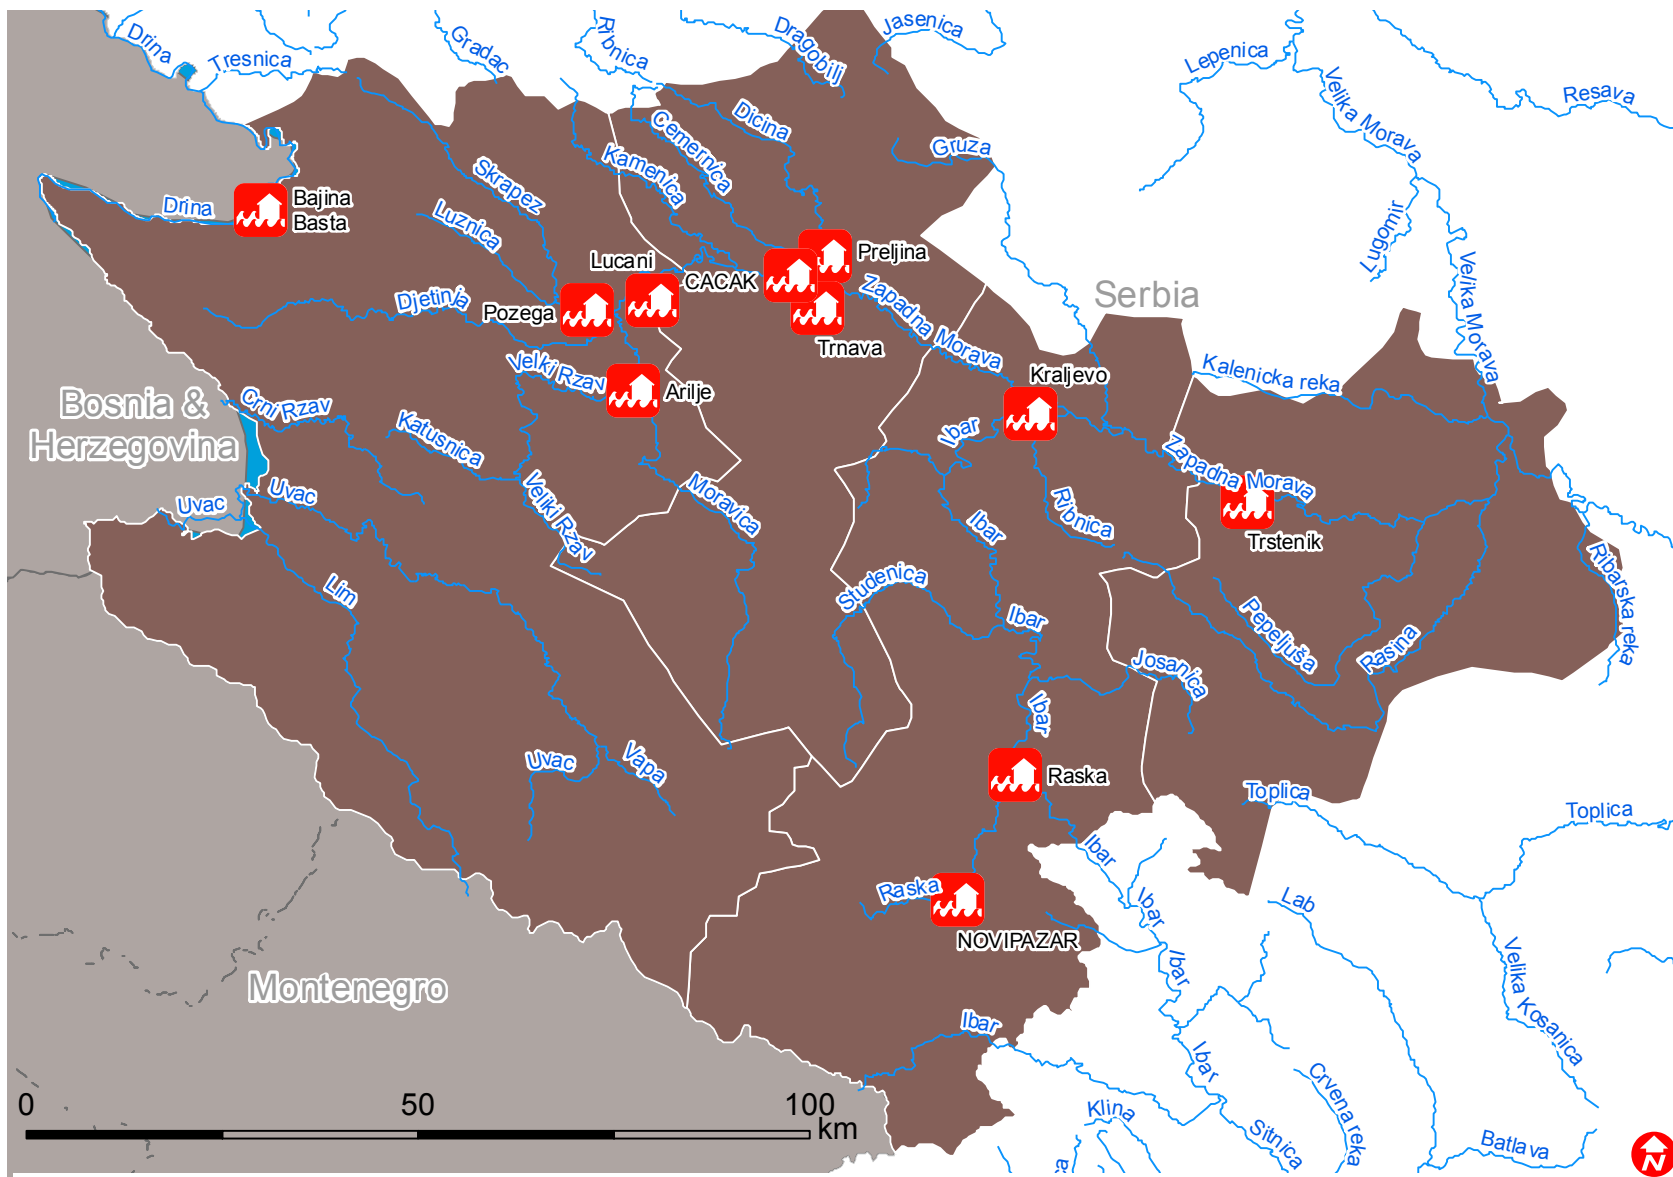 Drina
Tresnica
Gradac
Ribnica
Dragobilj
Jasenica
Lepenica
Velika Morava
Resava
Dicina
Cemernica
Kamenica
Gruza
Skrapez
Luznica
Drina
Bajina
Basta
Lugomir
Lucani
CACAK
Preljina
Serbia
Velika Morava
Djetinja
Pozega
Zapadna Morava
Trnava
Velki Rzav
Arilje
Kraljevo
Kalenicka reka
Bosnia &
Herzegovina
Crni Rzav
Katusnica
Ibar
Zapadna Morava
Uvac
Uvac
Veliki Rzav
Moravica
Ibar
Ribnica
Trstenik
Ribarska reka
Lim
Studenica
Ibar
Pepeljuša
Rasina
Josanica
Ibar
Uvac
Vapa
Raska
Toplica
Toplica
Ibar
Raska
NOVIPAZAR
Ibar
Lab
Ibar
Velika Kosanica
Montenegro
Ibar
Ibar
Crvena reka
Klina
Sitnica
Batlava
0 50 100
km
N